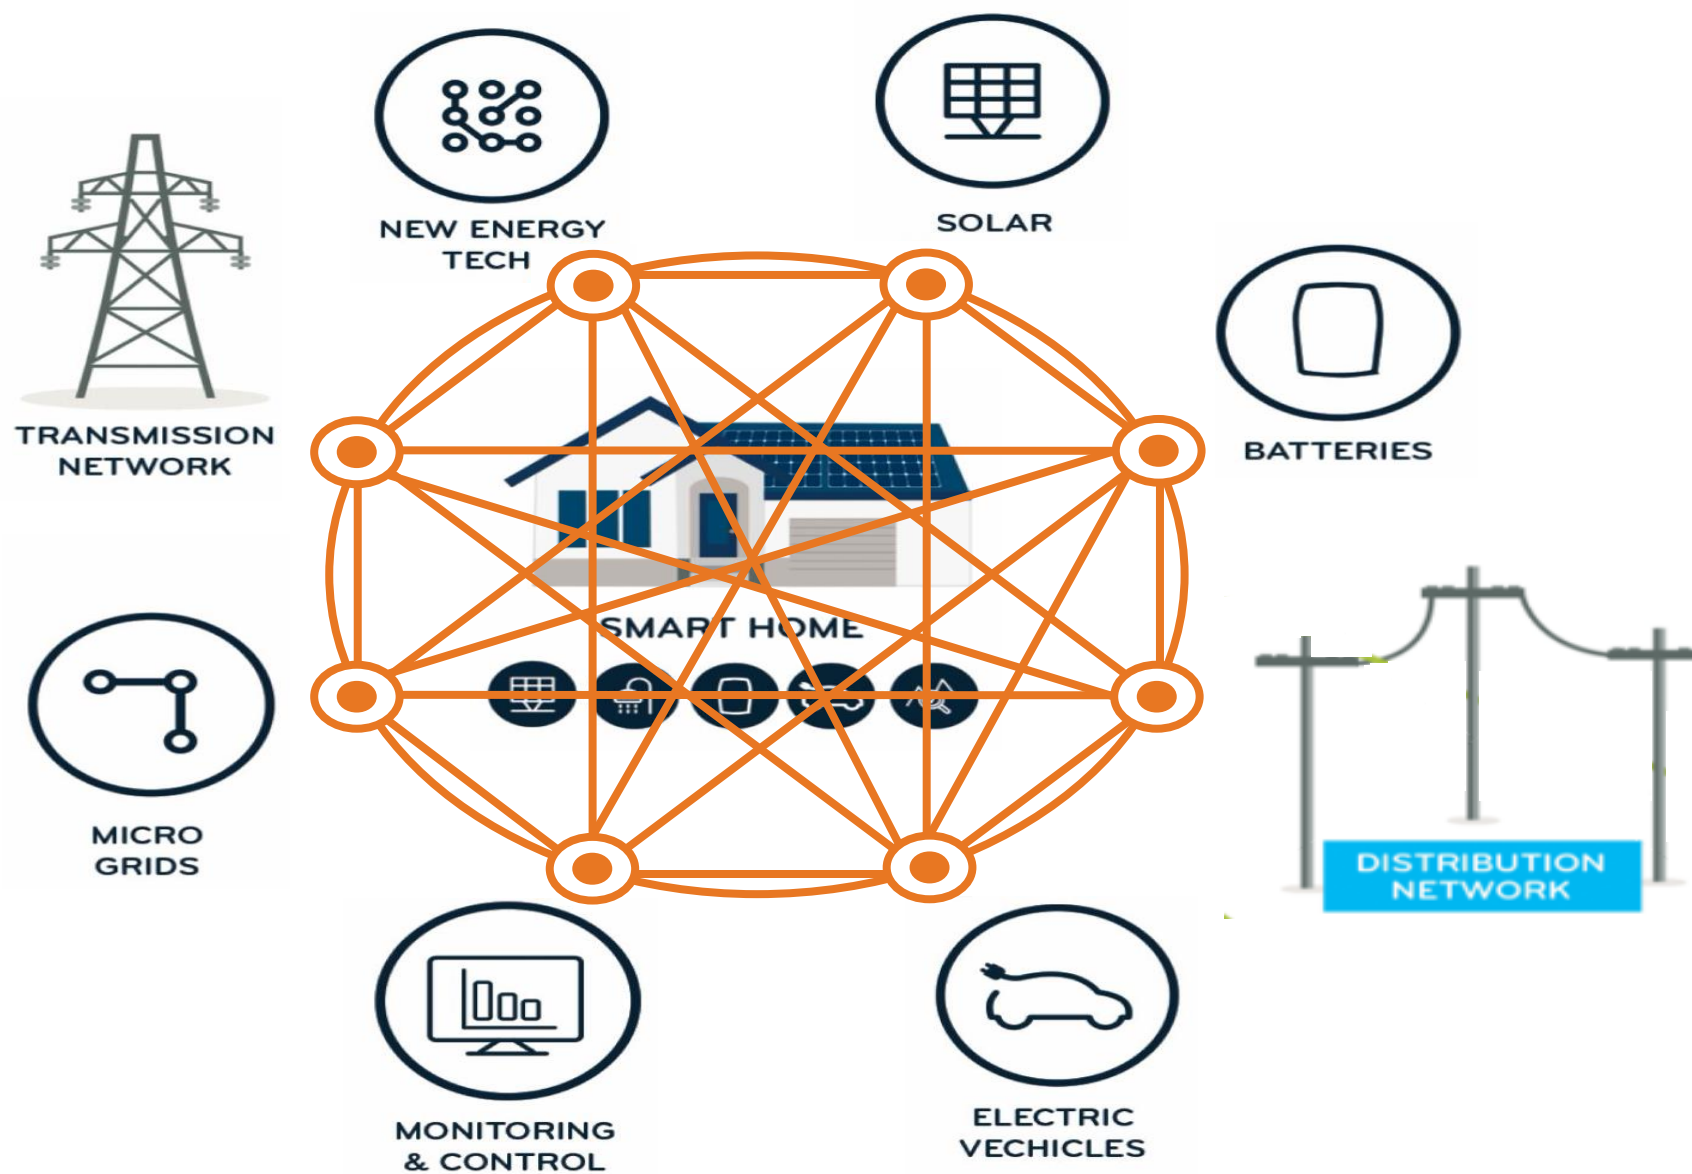 NEW ENERGY
TECH
SOLAR
TRANSMISSION
NETWORK
BATTERIES
SMART HOME
MICRO
GRIDS
DISTRIBUTION
NETWORK
MONITORING
& CONTROL
ELECTRIC
VECHICLES